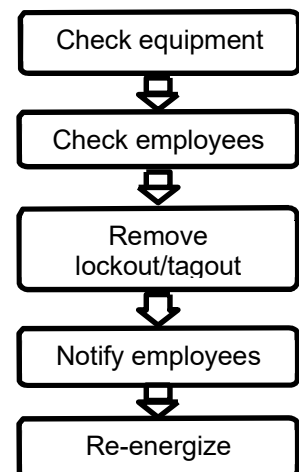 Check equipment
Check employees
Remove
lockout/tagout
Notify employees
Re-energize